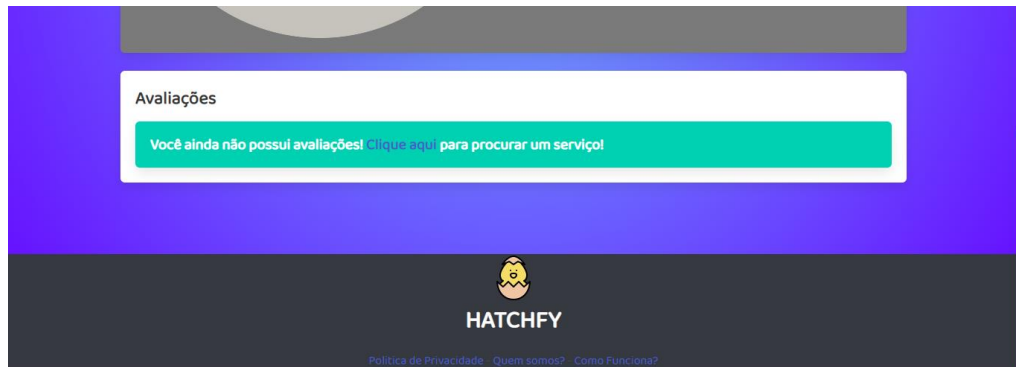 Avaliações
Você ainda não possui avaliações! Clique aqui para procurar um serviço!
HATCHFY
Política de Privacidade - Quem somos? - Como Funciona?